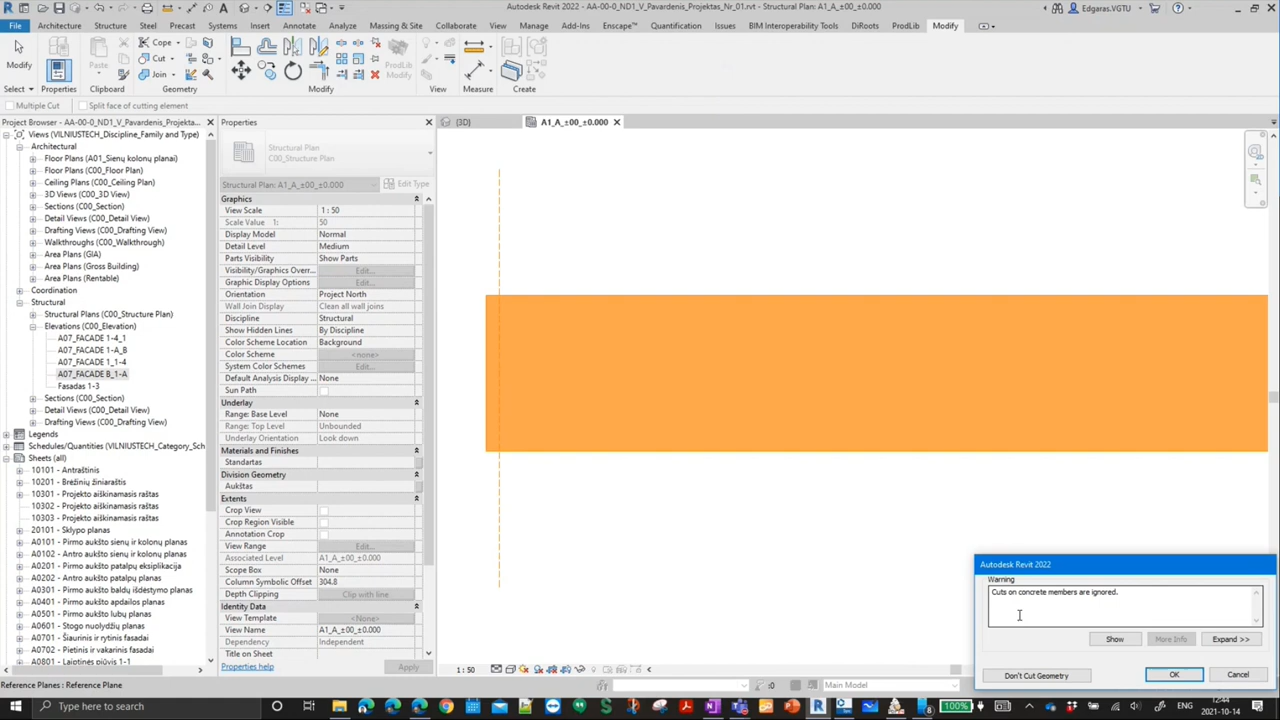 Autodesk Revit 2022 - AA-00-0_ND1_V_Pavardenis_Projektas_Nr_01.rvt - Structural Plan: A1_A_±00_±0.000
Edgaras.VGTU
File Architecture Structure Steel Precast Systems Insert Annotate Analyze Massing & Site Collaborate View Manage Add-Ins Enscape™ Quantification Issues BIM Interoperability Tools DiRoots ProdLib Modify
Modify
Paste
Cope
Cut
Join
ProdLib
Modify
Select Properties Clipboard Geometry Modify View Measure Create
Multiple Cut Split face of cutting element
Project Browser - AA-00-0_ND1_V_Pavardenis_Projekta...
Views (VILNIUSTECH_Discipline_Family and Type)
Architectural
Floor Plans (A01_Sienų kolonų planai)
Floor Plans (C00_Floor Plan)
Ceiling Plans (C00_Ceiling Plan)
3D Views (C00_3D View)
Sections (C00_Section)
Detail Views (C00_Detail View)
Drafting Views (C00_Drafting View)
Walkthroughs (C00_Walkthrough)
Area Plans (GIA)
Area Plans (Gross Building)
Area Plans (Rentable)
Coordination
Structural
Structural Plans (C00_Structure Plan)
Elevations (C00_Elevation)
A07_FACADE 1-4_1
A07_FACADE 1-A_B
A07_FACADE 1_1-4
A07_FACADE B_1-A
Fasadas 1-3
Sections (C00_Section)
Detail Views (C00_Detail View)
Drafting Views (C00_Drafting View)
Legends
Schedules/Quantities (VILNIUSTECH_Category_Sch
Sheets (all)
10101 - Antraštinis
10201 - Brėžinių žiniaraštis
10301 - Projekto aiškinamasis raštas
10302 - Projekto aiškinamasis raštas
10303 - Projekto aiškinamasis raštas
20101 - Sklypo planas
A0101 - Pirmo aukšto sienų ir kolonų planas
A0102 - Antro aukšto sienų ir kolonų planas
A0201 - Pirmo aukšto patalpų eksplikacija
A0202 - Antro aukšto patalpų planas
A0301 - Pirmo aukšto baldų išdėstymo planas
A0401 - Pirmo aukšto apdailos planas
A0501 - Pirmo aukšto lubų planas
A0601 - Stogo nuolydžių planas
A0701 - Šiaurinis ir rytinis fasadai
A0702 - Pietinis ir vakarinis fasadai
A0801 - Laiptinės pjūvis 1-1
Properties
Structural Plan
C00_Structure Plan
Structural Plan: A1_A_±00_±0.000 Edit Type
Graphics
View Scale 1 : 50
Scale Value 1: 50
Display Model Normal
Detail Level Medium
Parts Visibility Show Parts
Visibility/Graphics Overr... Edit...
Graphic Display Options Edit...
Orientation Project North
Wall Join Display Clean all wall joins
Discipline Structural
Show Hidden Lines By Discipline
Color Scheme Location Background
Color Scheme <none>
System Color Schemes Edit...
Default Analysis Display ... None
Sun Path
Underlay
Range: Base Level None
Range: Top Level Unbounded
Underlay Orientation Look down
Materials and Finishes
Standartas
Division Geometry
Aukštas
Extents
Crop View
Crop Region Visible
Annotation Crop
View Range Edit...
Associated Level A1_A_±00_±0.000
Scope Box None
Column Symbolic Offset 304.8
Depth Clipping Clip with line
Identity Data
View Template <None>
View Name A1_A_±00_±0.000
Dependency Independent
Title on Sheet
Properties help Apply
{3D} A1_A_±00_±0.000
Autodesk Revit 2022
Warning
Cuts on concrete members are ignored.
Show More Info Expand >>
Don't Cut Geometry OK Cancel
1 : 50
Reference Planes : Reference Plane
:0 Main Model
Type here to search
100%
12:44
2021-10-14